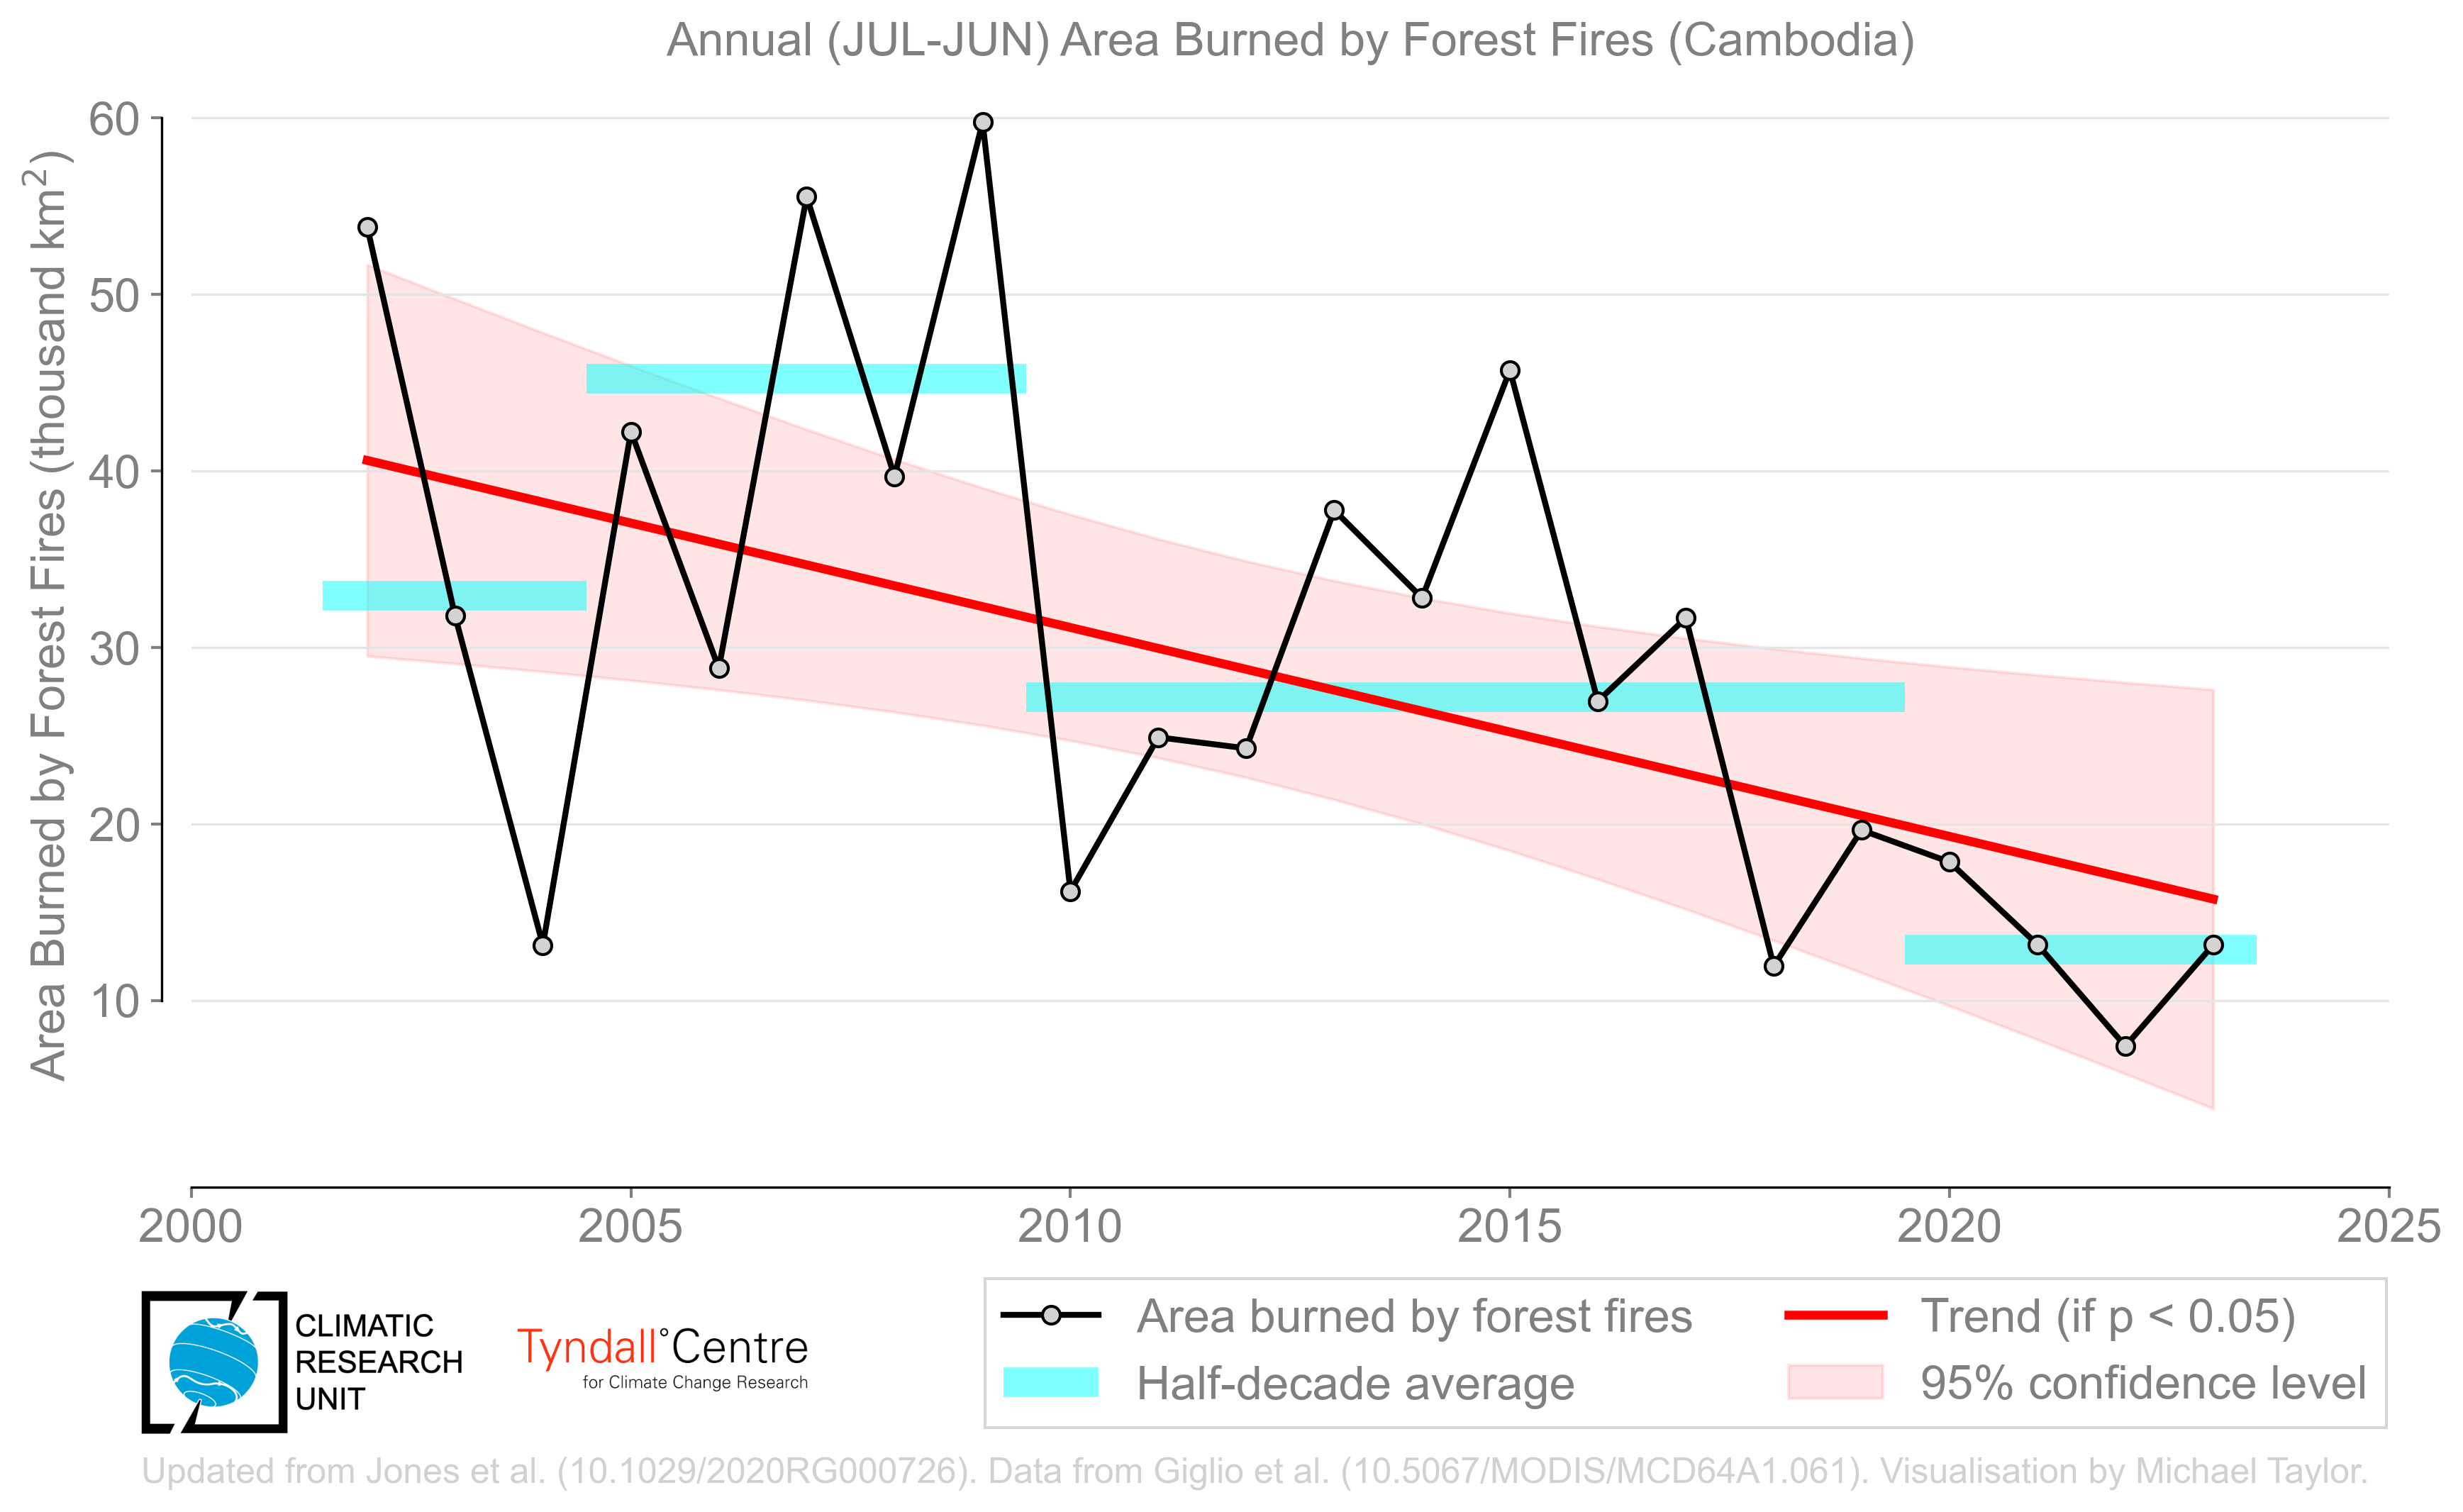 Annual (JUL-JUN) Area Burned by Forest Fires (Cambodia)
Area Burned by Forest Fires (thousand km²)
60
50
40
30
20
10
2000 2005 2010 2015 2020 2025
CLIMATIC
RESEARCH
UNIT
Tyndall°Centre
for Climate Change Research
Area burned by forest fires
Half-decade average
Trend (if p < 0.05)
95% confidence level
Updated from Jones et al. (10.1029/2020RG000726). Data from Giglio et al. (10.5067/MODIS/MCD64A1.061). Visualisation by Michael Taylor.